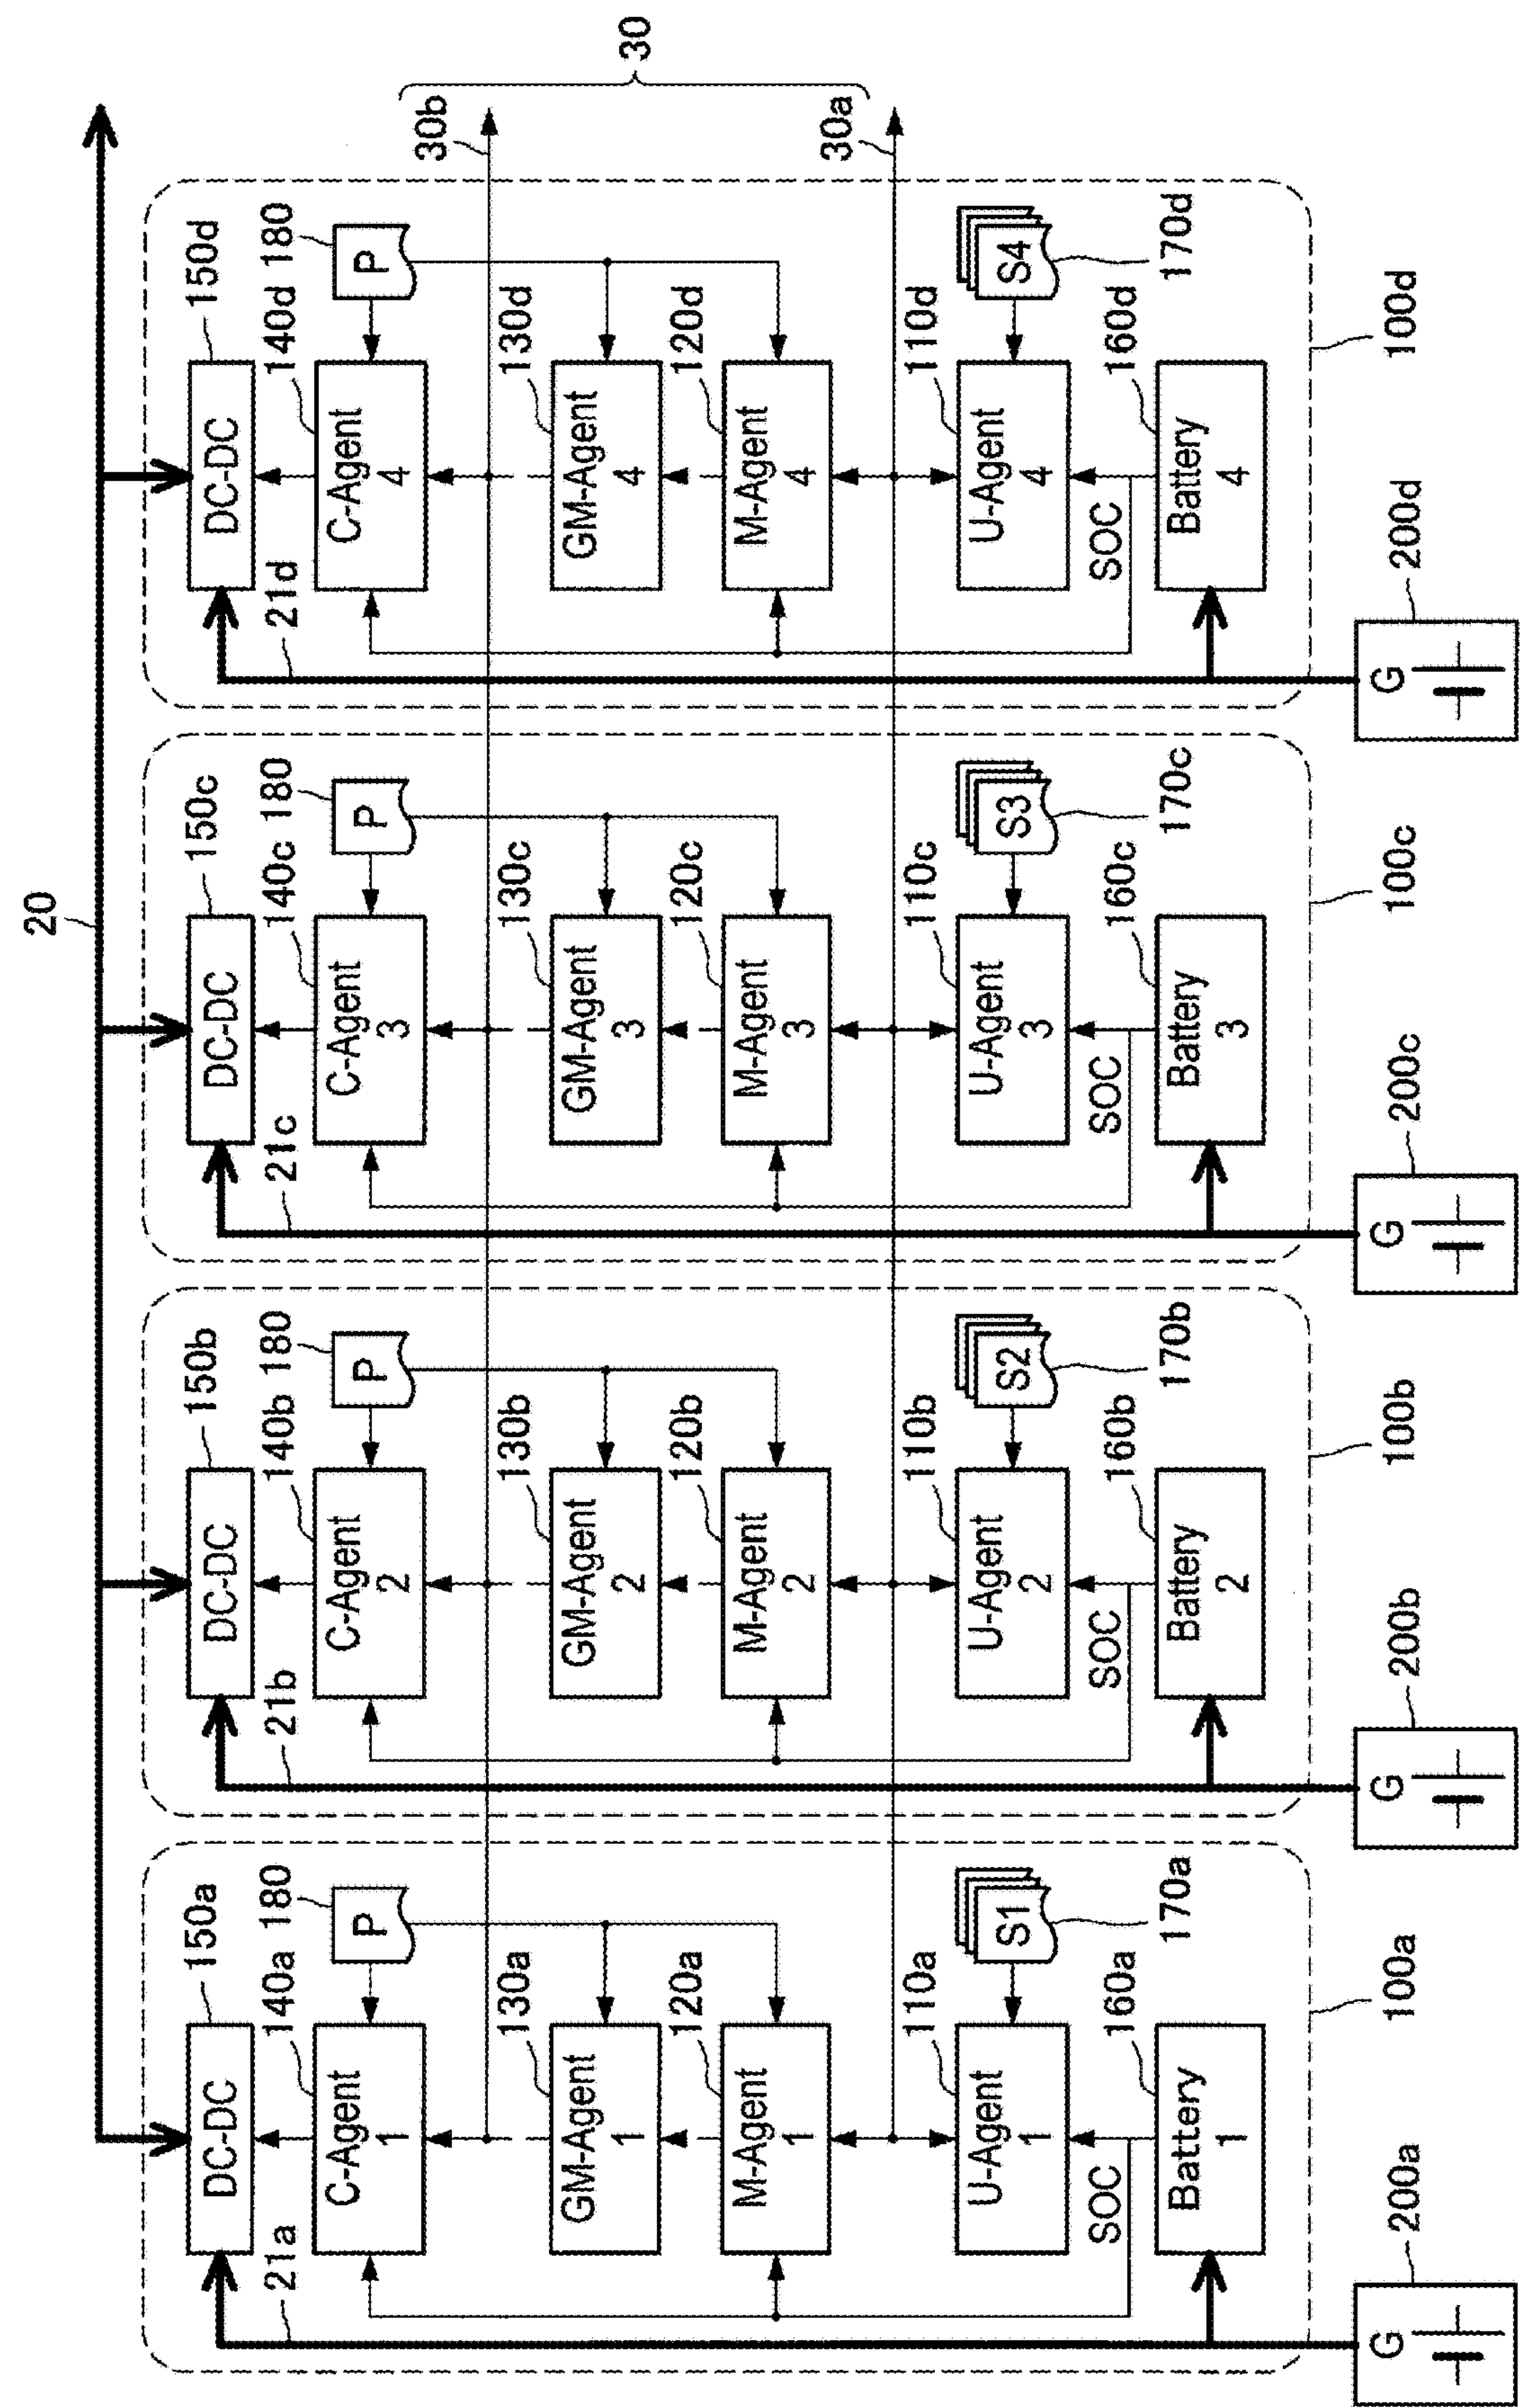 20
30
30b
30a
150a
DC-DC
21a
140a
C-Agent
1
180
P
130a
GM-Agent
1
120a
M-Agent
1
110a
U-Agent
1
S1
170a
SOC
160a
Battery
1
100a
200a
G
150b
DC-DC
21b
140b
C-Agent
2
180
P
130b
GM-Agent
2
120b
M-Agent
2
110b
U-Agent
2
S2
170b
SOC
160b
Battery
2
100b
200b
G
150c
DC-DC
21c
140c
C-Agent
3
180
P
130c
GM-Agent
3
120c
M-Agent
3
110c
U-Agent
3
S3
170c
SOC
160c
Battery
3
100c
200c
G
150d
DC-DC
21d
140d
C-Agent
4
180
P
130d
GM-Agent
4
120d
M-Agent
4
110d
U-Agent
4
S4
170d
SOC
160d
Battery
4
100d
200d
G